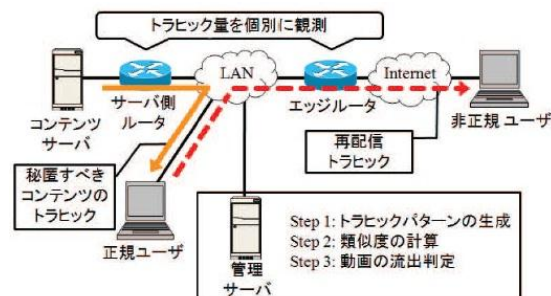 トラヒック量を個別に観測
LAN
Internet
コンテンツ
サーバ
サーバ側
ルータ
エッジルータ
非正規 ユーザ
再配信
トラヒック
秘匿すべき
コンテンツの
トラヒック
正規ユーザ
管理
サーバ
Step 1: トラヒックパターンの生成
Step 2: 類似度の計算
Step 3: 動画の流出判定